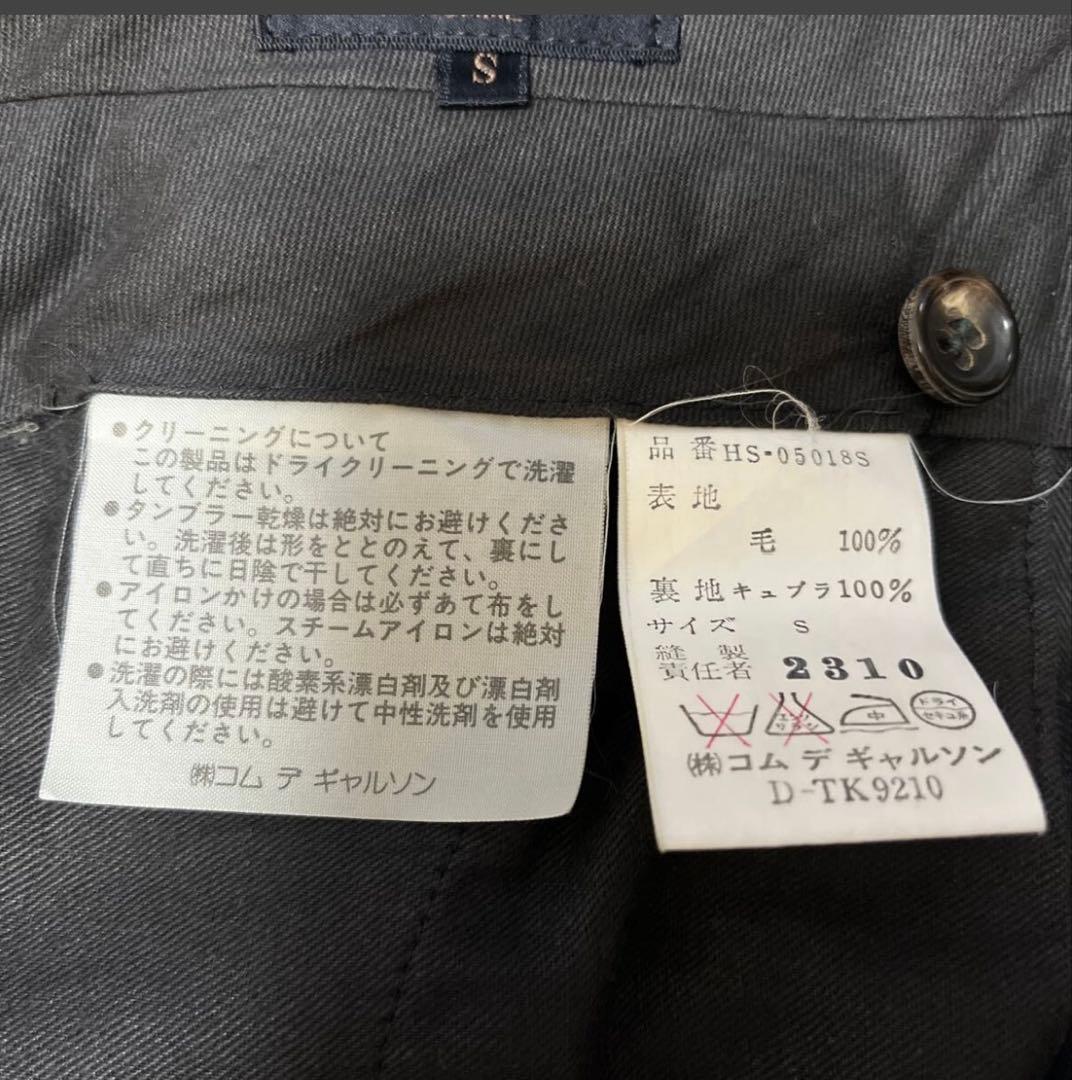 S
●クリーニングについて
この製品はドライクリーニングで洗濯
してください。
●タンブラー乾燥は絶対にお避けくださ
い。洗濯後は形をととのえて、裏にし
て直ちに日陰で干してください。
●アイロンかけの場合は必ずあて布をし
てください。スチームアイロンは絶対
にお避けください。
●洗濯の際には酸素系漂白剤及び漂白剤
入洗剤の使用は避けて中性洗剤を使用
してください。
㈱コム デ ギャルソン
品番 HS-05018S
表地
毛 100%
裏地 キュプラ 100%
サイズ S
縫製
責任者 2310
エンソ
サラシ
中
ドライ
セキユ系
(株)コム デ ギャルソン
D-TK9210